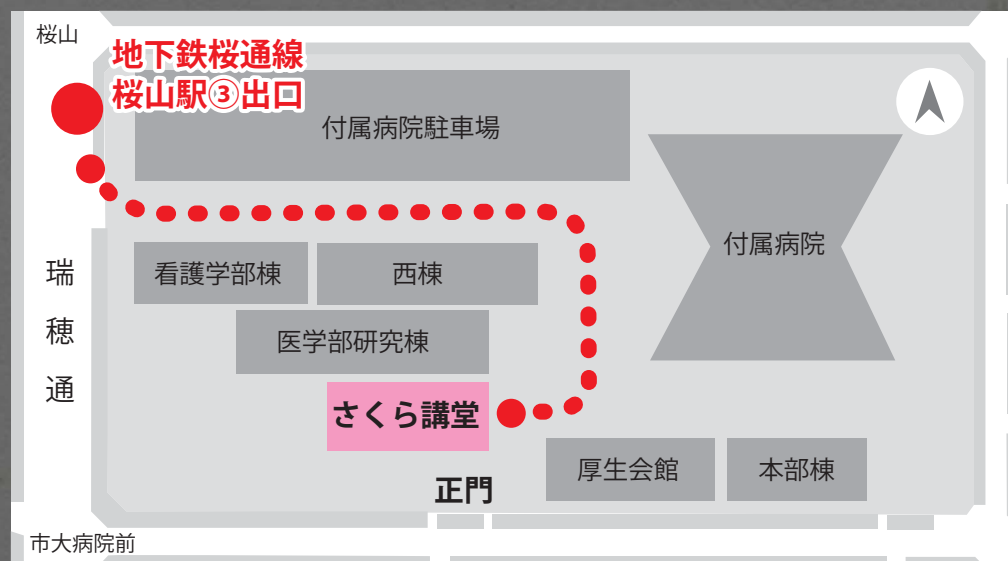 桜山
地下鉄桜通線
桜山駅③出口
付属病院駐車場
付属病院
瑞穂通
看護学部棟
西棟
医学部研究棟
さくら講堂
厚生会館
本部棟
正門
市大病院前